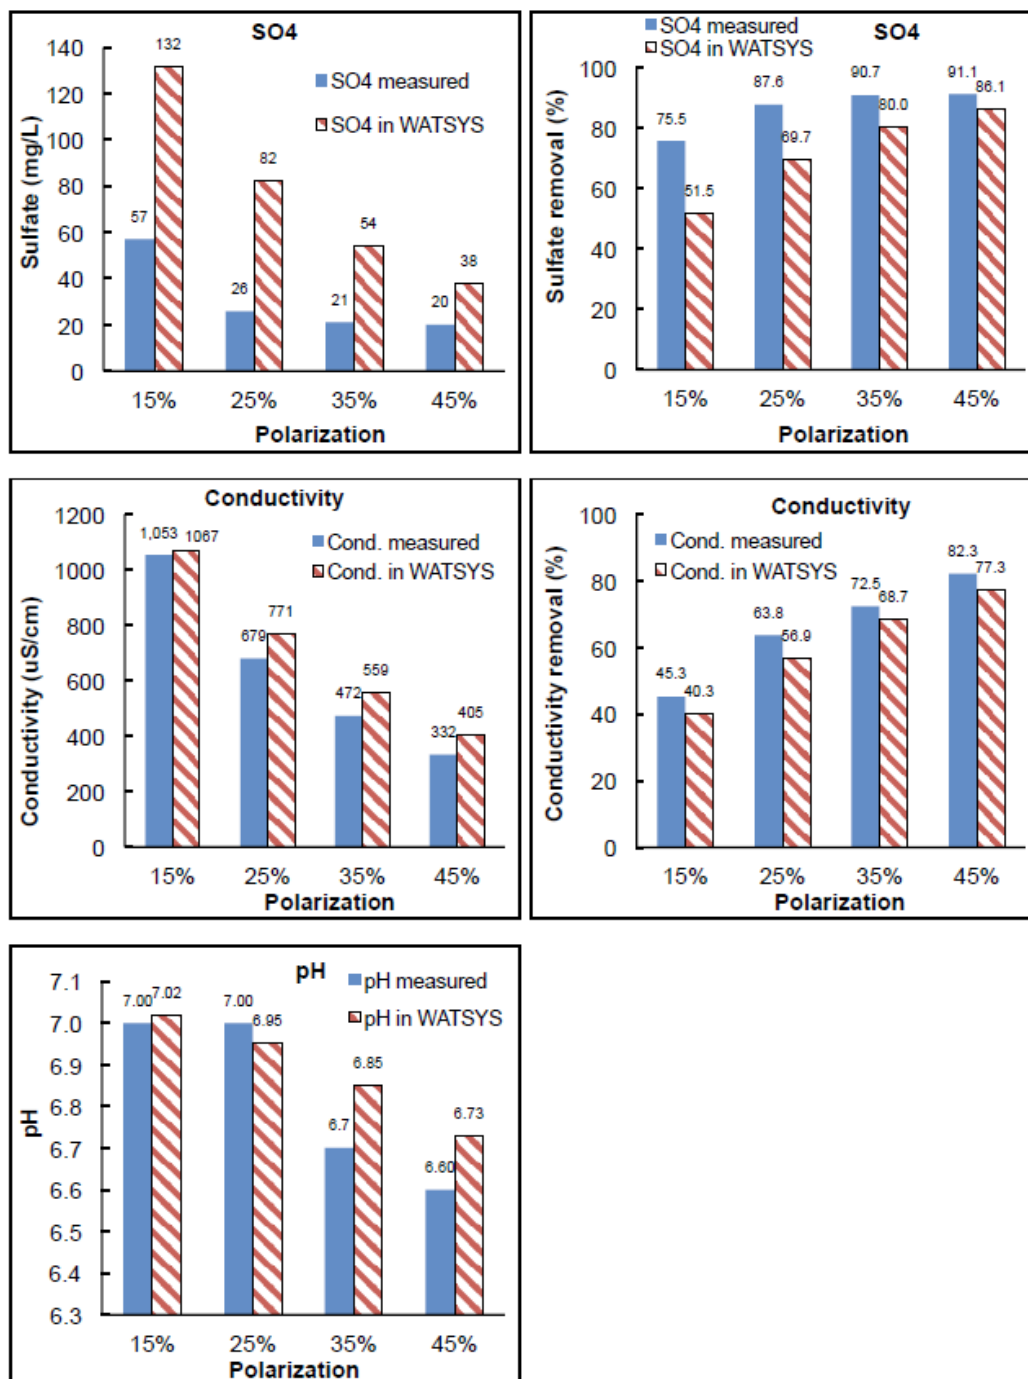 SO4
140
120
100
80
60
40
20
0
Sulfate (mg/L)
SO4 measured
SO4 in WATSYS
132
57
82
26
54
21
38
20
15% 25% 35% 45%
Polarization
SO4 measured
SO4 in WATSYS
SO4
100
80
60
40
20
0
Sulfate removal (%)
75.5
51.5
87.6
69.7
90.7
80.0
91.1
86.1
15% 25% 35% 45%
Polarization
Conductivity
1200
1000
800
600
400
200
0
Conductivity (uS/cm)
Cond. measured
Cond. in WATSYS
1,053 1067
679
771
472
559
332
405
15% 25% 35% 45%
Polarization
Conductivity
100
80
60
40
20
0
Conductivity removal (%)
Cond. measured
Cond. in WATSYS
45.3
40.3
63.8
56.9
72.5
68.7
82.3
77.3
15% 25% 35% 45%
Polarization
pH
7.1
7.0
6.9
6.8
6.7
6.6
6.5
6.4
6.3
pH
pH measured
pH in WATSYS
7.00
7.02
7.00
6.95
6.7
6.85
6.60
6.73
15% 25% 35% 45%
Polarization